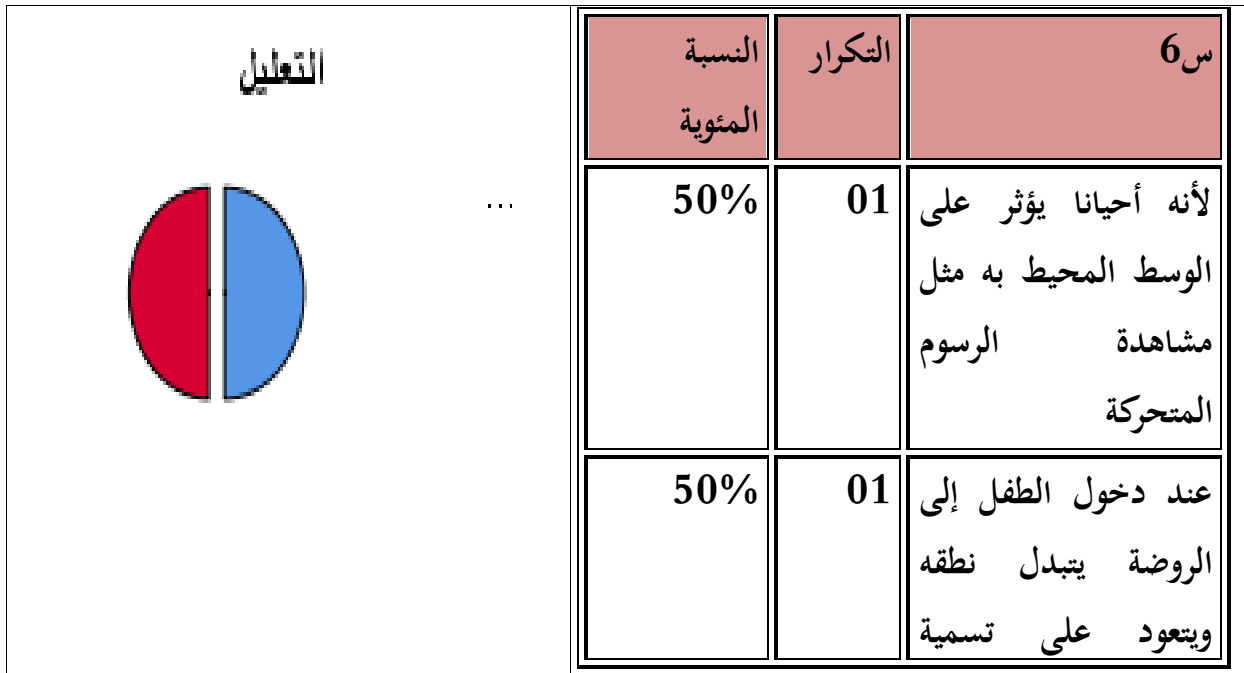 س6
التكرار
النسبة
المئوية
لأنه أحيانا يؤثر على
الوسط المحيط به مثل
مشاهدة الرسوم
المتحركة
01
50%
عند دخول الطفل إلى
الروضة يتبدل نطقه
ويتعود على تسمية
01
50%
التعليل
...